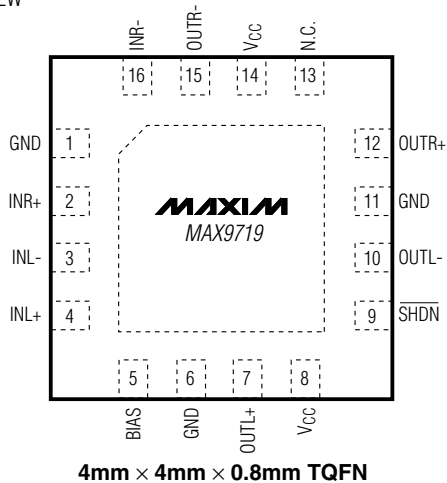 EW
INR-
OUTR-
VCC
N.C.
16
15
14
13
GND
1
12
OUTR+
INR+
2
MAXIM
11
GND
MAX9719
INL-
3
10
OUTL-
INL+
4
9
SHDN
5
6
7
8
BIAS
GND
OUTL+
VCC
4mm × 4mm × 0.8mm TQFN